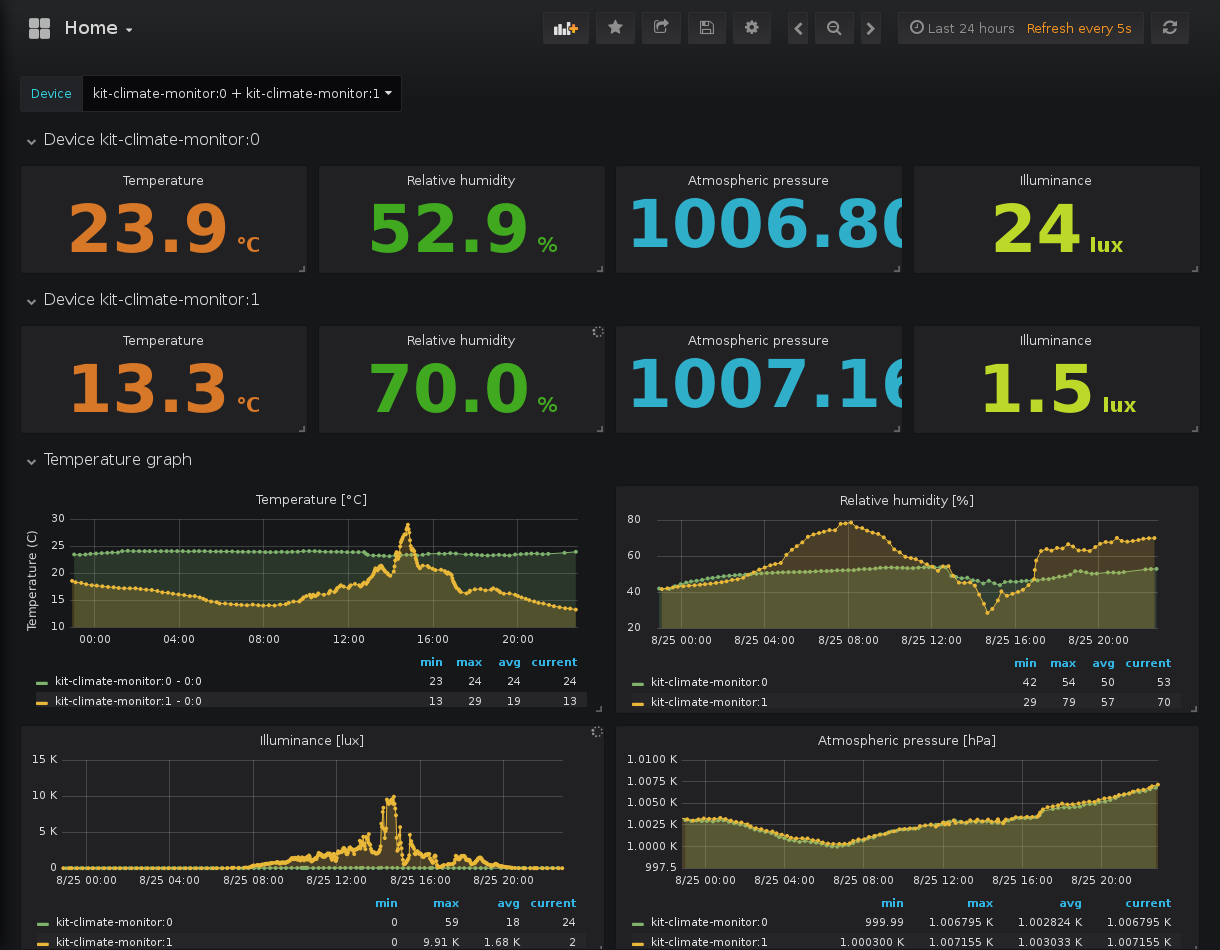 Home
Last 24 hours Refresh every 5s
Device kit-climate-monitor:0 + kit-climate-monitor:1
Device kit-climate-monitor:0
Temperature Relative humidity Atmospheric pressure Illuminance
23.9 °C 52.9 % 1006.80 24 lux
Device kit-climate-monitor:1
Temperature Relative humidity Atmospheric pressure Illuminance
13.3 °C 70.0 % 1007.16 1.5 lux
Temperature graph
Temperature [°C]
Temperature (C)
30
25
20
15
10
00:00 04:00 08:00 12:00 16:00 20:00
min max avg current
kit-climate-monitor:0 - 0:0 23 24 24 24
kit-climate-monitor:1 - 0:0 13 29 19 13
Relative humidity [%]
80
60
40
20
8/25 00:00 8/25 04:00 8/25 08:00 8/25 12:00 8/25 16:00 8/25 20:00
min max avg current
kit-climate-monitor:0 42 54 50 53
kit-climate-monitor:1 29 79 57 70
Illuminance [lux]
15 K
10 K
5 K
0
8/25 00:00 8/25 04:00 8/25 08:00 8/25 12:00 8/25 16:00 8/25 20:00
min max avg current
kit-climate-monitor:0 0 59 18 24
kit-climate-monitor:1 0 9.91 K 1.68 K 2
Atmospheric pressure [hPa]
1.0100 K
1.0075 K
1.0050 K
1.0025 K
1.0000 K
997.5
8/25 00:00 8/25 04:00 8/25 08:00 8/25 12:00 8/25 16:00 8/25 20:00
min max avg current
kit-climate-monitor:0 999.99 1.006795 K 1.002824 K 1.006795 K
kit-climate-monitor:1 1.000300 K 1.007155 K 1.003033 K 1.007155 K